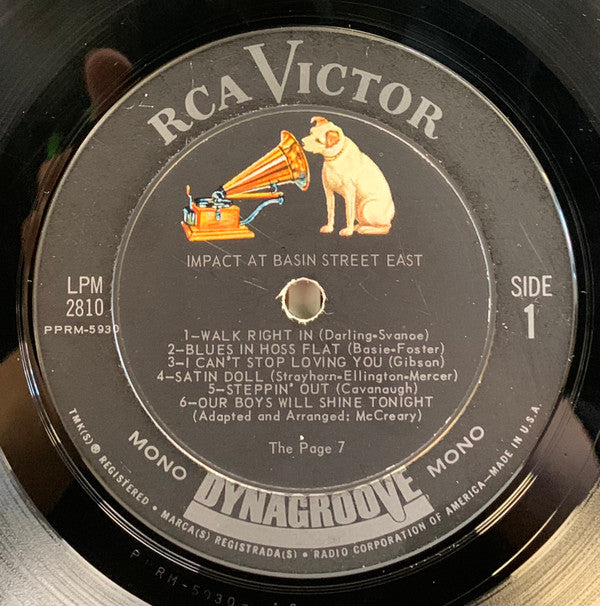 RCA VICTOR
IMPACT AT BASIN STREET EAST
LPM
2810
PPRM-5930
SIDE
1
1—WALK RIGHT IN (Darling-Svanoe)
2—BLUES IN HOSS FLAT (Basie-Foster)
3—I CAN'T STOP LOVING YOU (Gibson)
4—SATIN DOLL (Strayhorn-Ellington-Mercer)
5—STEPPIN' OUT (Cavanaugh)
6—OUR BOYS WILL SHINE TONIGHT
(Adapted and Arranged: McCreary)
The Page 7
MONO DYNAGROOVE MONO
TMK(S) ® REGISTERED • MARCA(S) REGISTRADA(S) • RADIO CORPORATION OF AMERICA—MADE IN U.S.A.